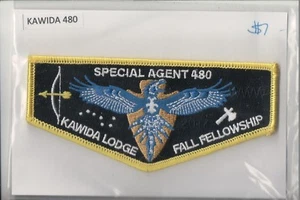 KAWIDA 480
$7
SPECIAL AGENT 480
KAWIDA LODGE
FALL FELLOWSHIP